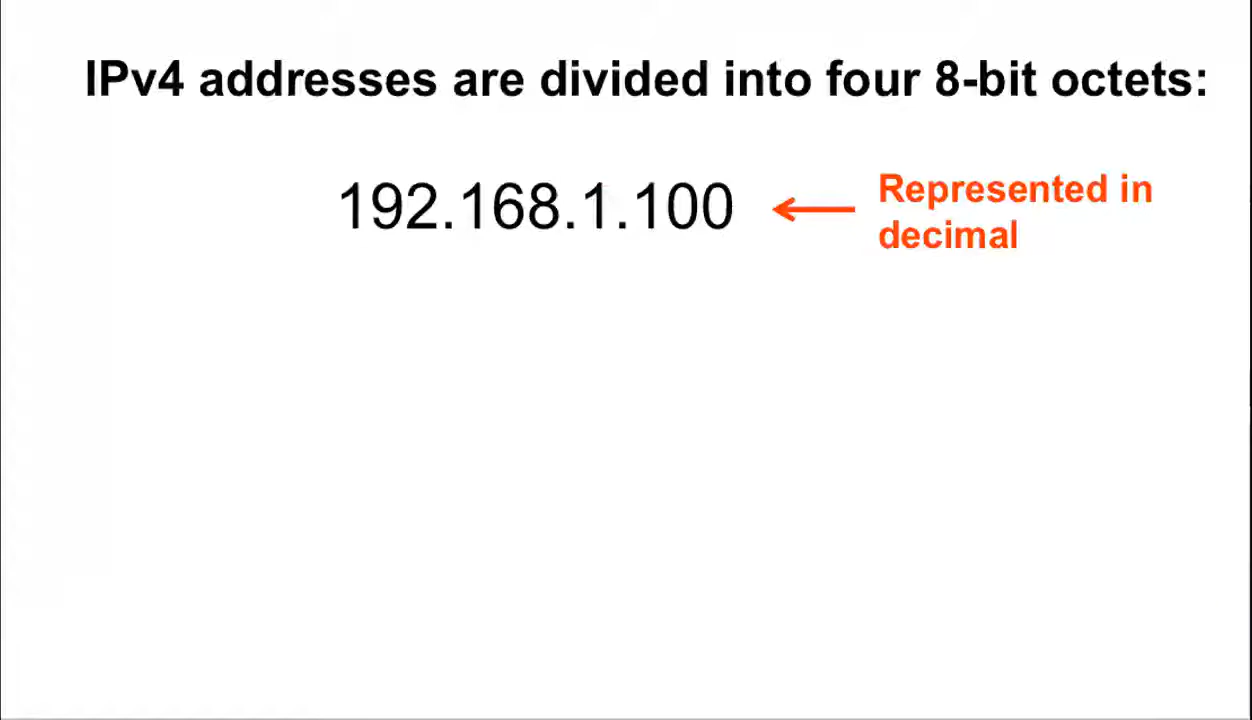 IPv4 addresses are divided into four 8-bit octets:
192.168.1.100
Represented in
decimal